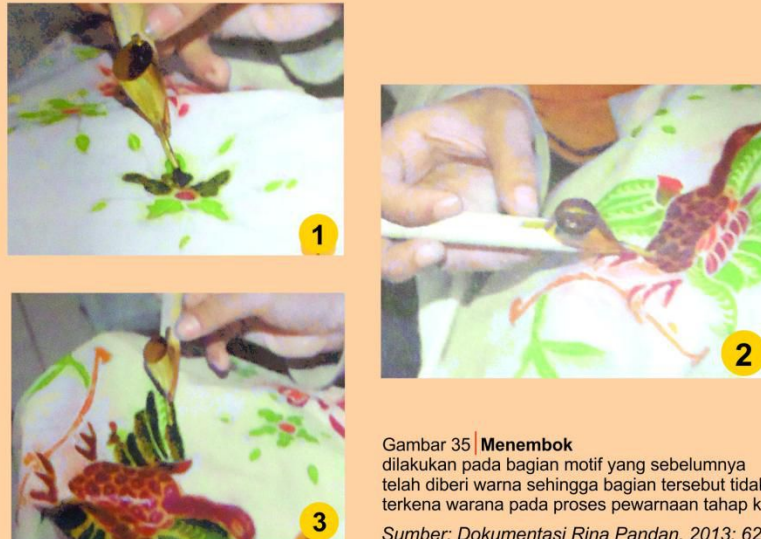 1
2
3
Gambar 35 Menembok
dilakukan pada bagian motif yang sebelumnya
telah diberi warna sehingga bagian tersebut
terkena warana pada proses pewarnaan tahap
Sumber: Dokumentasi Rina Pandan, 2013: 62